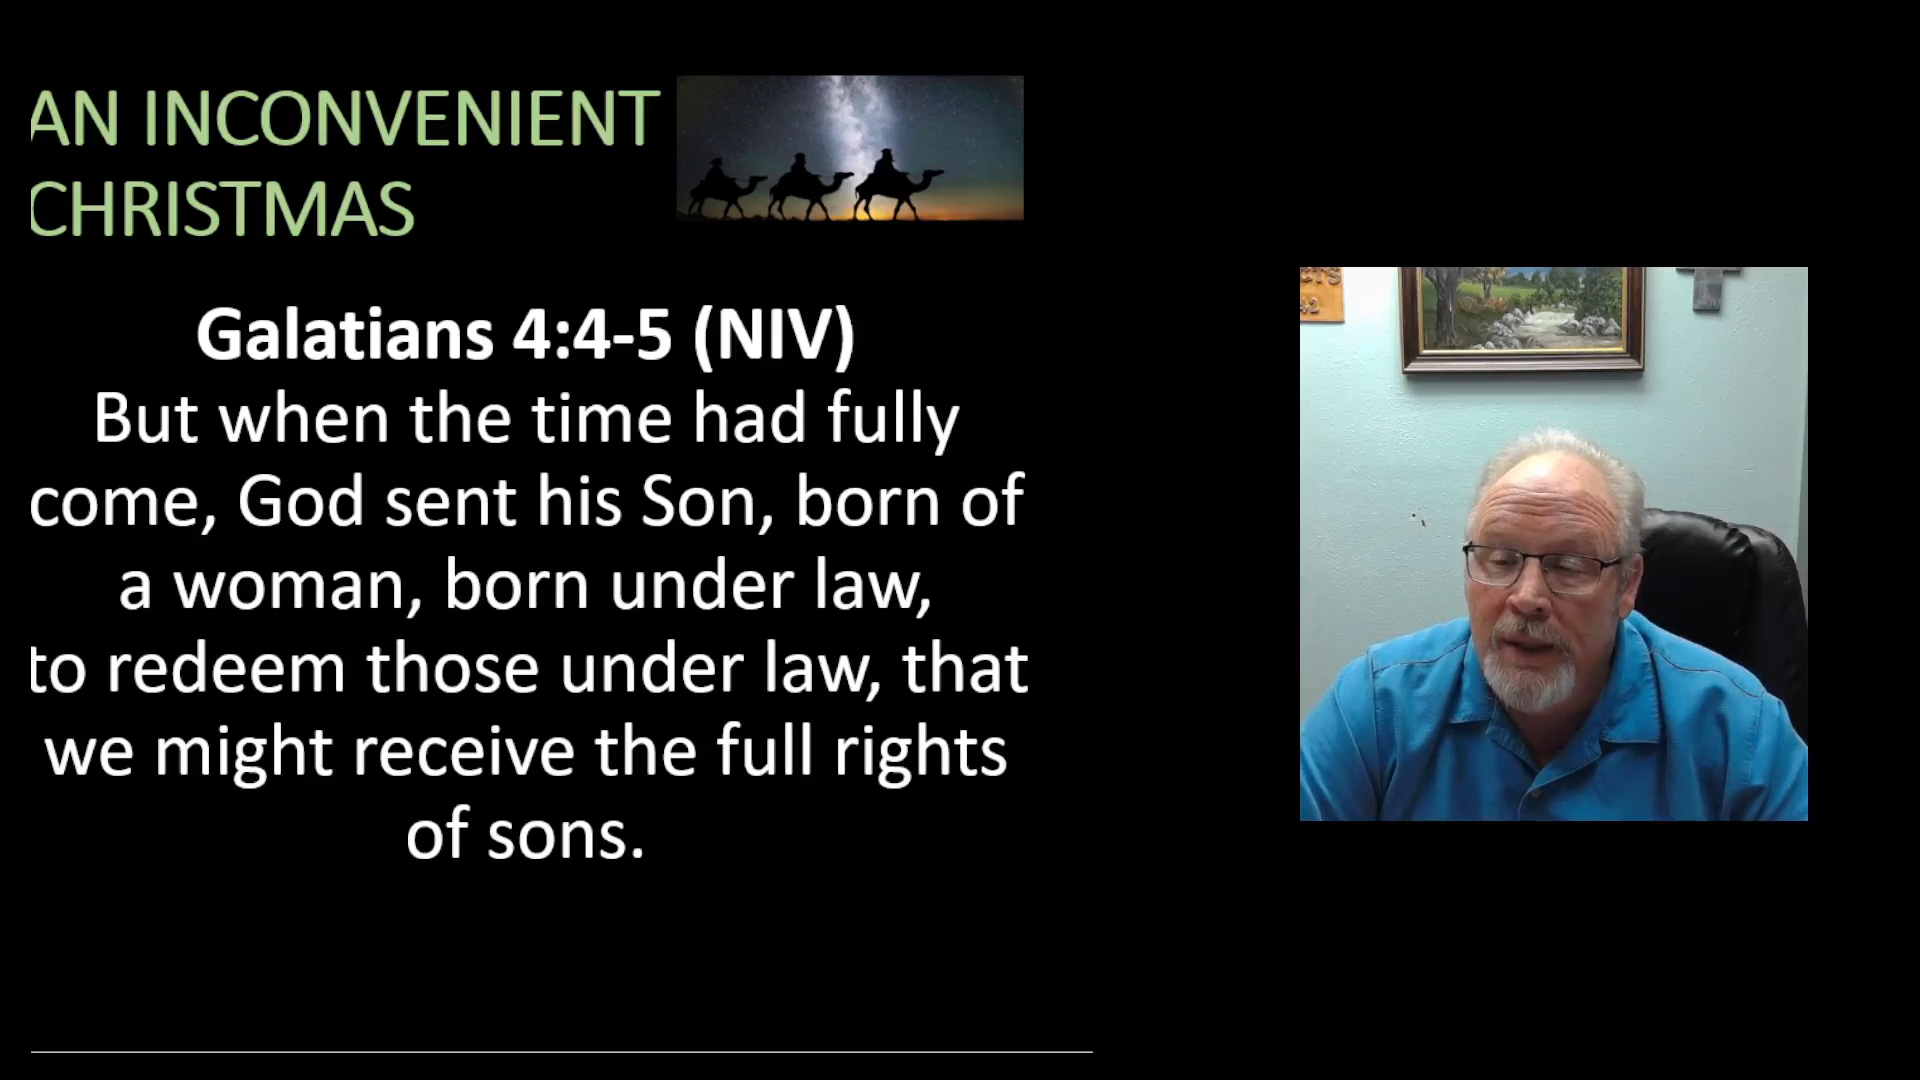 AN INCONVENIENT
CHRISTMAS
Galatians 4:4-5 (NIV)
But when the time had fully
come, God sent his Son, born of
a woman, born under law,
to redeem those under law, that
we might receive the full rights
of sons.